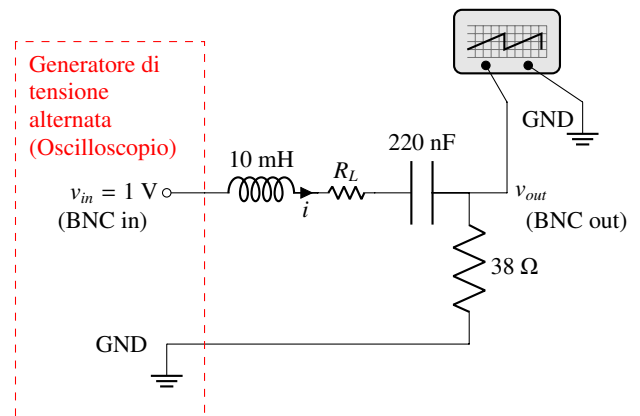 Generatore di
tensione
alternata
(Oscilloscopio)
GND
10 mH
R_L
220 nF
v_in = 1 V
(BNC in)
i
v_out
(BNC out)
38 Ω
GND